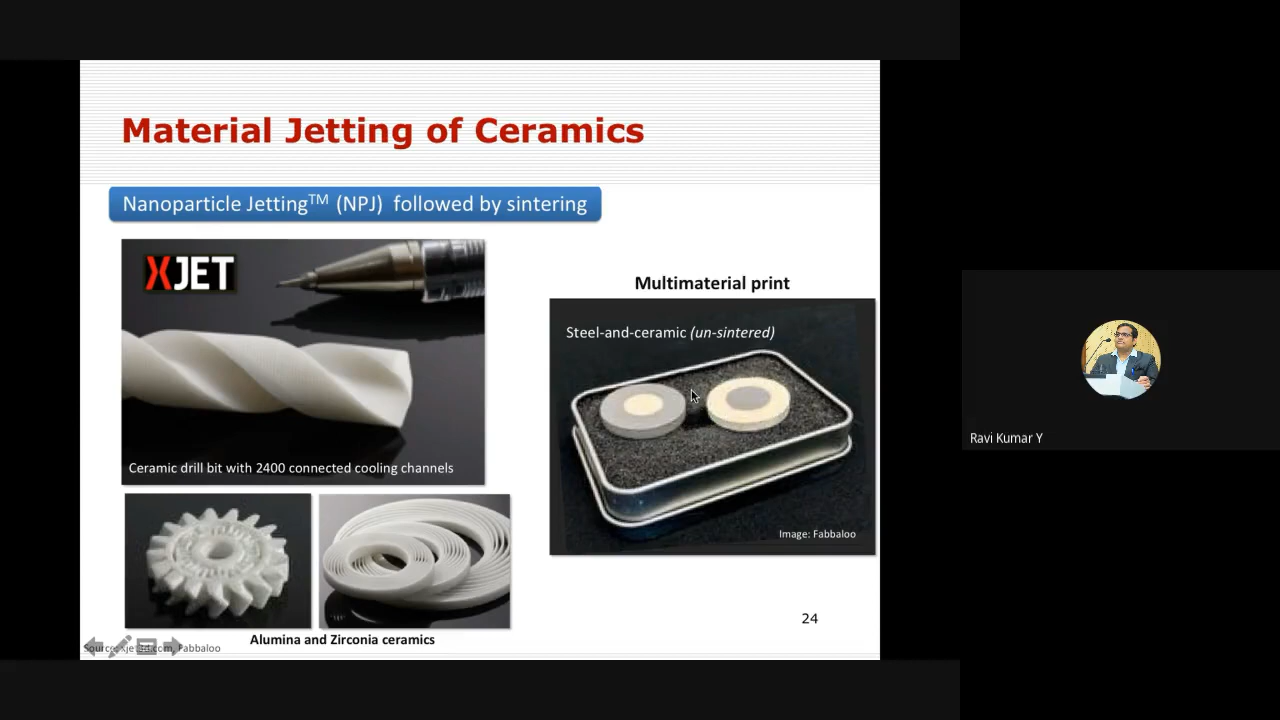 Material Jetting of Ceramics
Nanoparticle Jetting™ (NPJ) followed by sintering
XJET
Ceramic drill bit with 2400 connected cooling channels
Alumina and Zirconia ceramics
Multimaterial print
Steel-and-ceramic (un-sintered)
Image: Fabbaloo
24
Source: xjet3d.com, Fabbaloo
Ravi Kumar Y